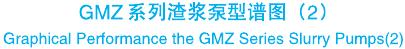 GMZ系列渣浆泵型谱图（2）
Graphical Performance the GMZ Series Slurry Pumps(2)